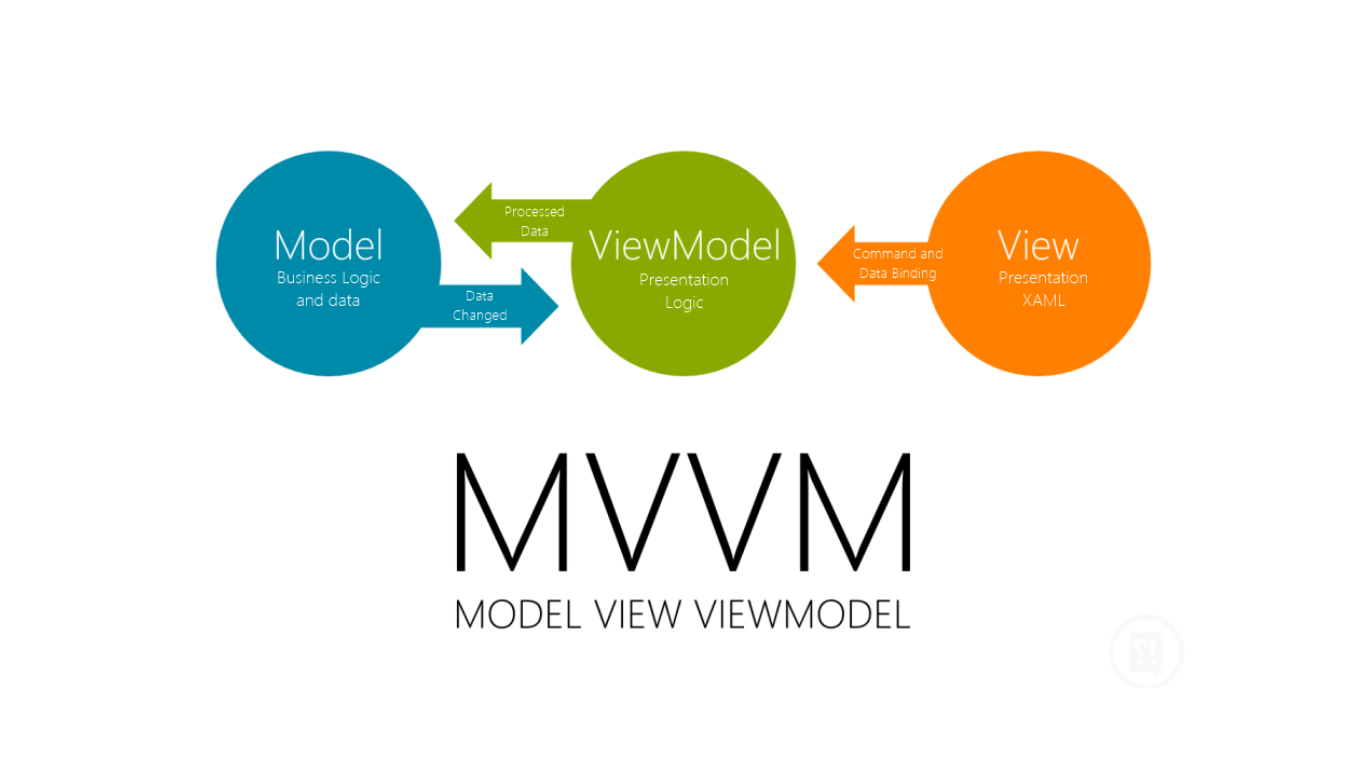 Model
Business Logic
and data
Processed
Data
Data
Changed
ViewModel
Presentation
Logic
Command and
Data Binding
View
Presentation
XAML
MVVM
MODEL VIEW VIEWMODEL